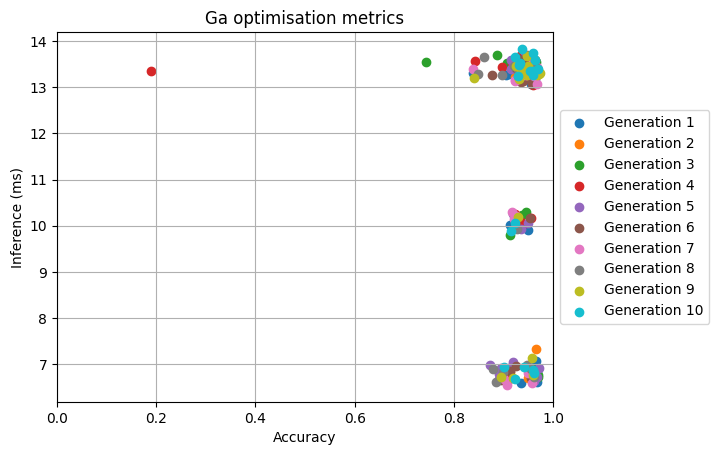 Ga optimisation metrics
14
13
12
11
10
9
8
7
Inference (ms)
0.0 0.2 0.4 0.6 0.8 1.0
Accuracy
Generation 1
Generation 2
Generation 3
Generation 4
Generation 5
Generation 6
Generation 7
Generation 8
Generation 9
Generation 10